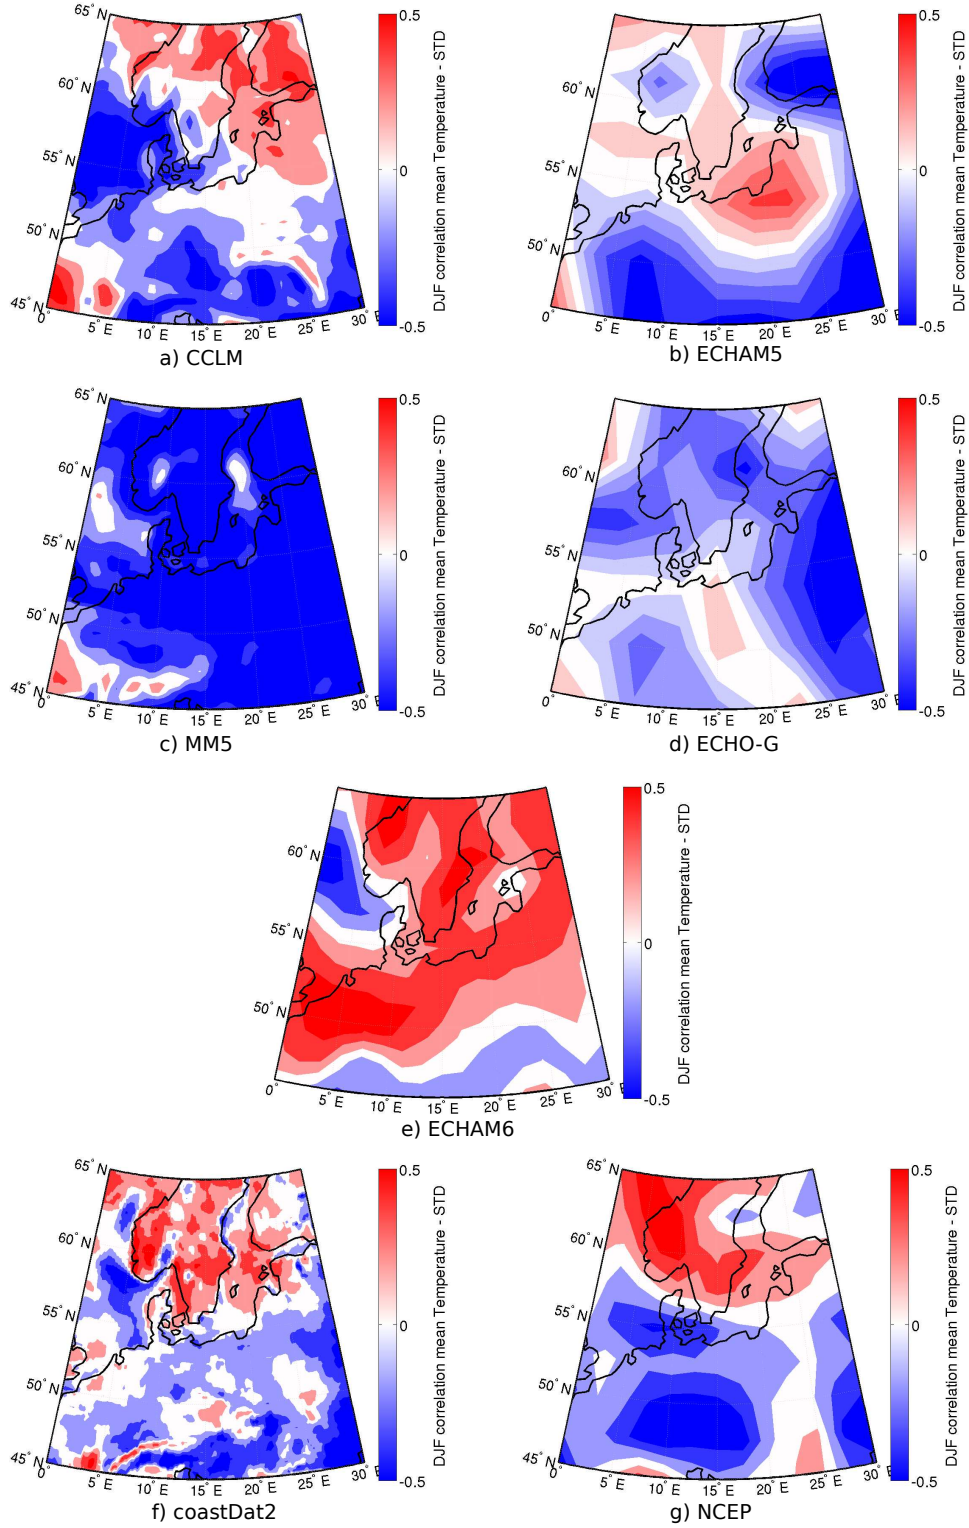 65° N
60° N
55° N
50° N
45° N
0°
5° E
10° E
15° E
20° E
25° E
30° E
0.5
0
-0.5
DJF correlation mean Temperature - STD
a) CCLM
65° N
60° N
55° N
50° N
45° N
0°
5° E
10° E
15° E
20° E
25° E
30° E
0.5
0
-0.5
DJF correlation mean Temperature - STD
b) ECHAM5
65° N
60° N
55° N
50° N
45° N
0°
5° E
10° E
15° E
20° E
25° E
30° E
0.5
0
-0.5
DJF correlation mean Temperature - STD
c) MM5
65° N
60° N
55° N
50° N
45° N
0°
5° E
10° E
15° E
20° E
25° E
30° E
0.5
0
-0.5
DJF correlation mean Temperature - STD
d) ECHO-G
60° N
55° N
50° N
0°
5° E
10° E
15° E
20° E
25° E
30° E
0.5
0
-0.5
DJF correlation mean Temperature - STD
e) ECHAM6
65° N
60° N
55° N
50° N
45° N
0°
5° E
10° E
15° E
20° E
25° E
30° E
0.5
0
-0.5
DJF correlation mean Temperature - STD
f) coastDat2
65° N
60° N
55° N
50° N
45° N
0°
5° E
10° E
15° E
20° E
25° E
30° E
0.5
0
-0.5
DJF correlation mean Temperature - STD
g) NCEP